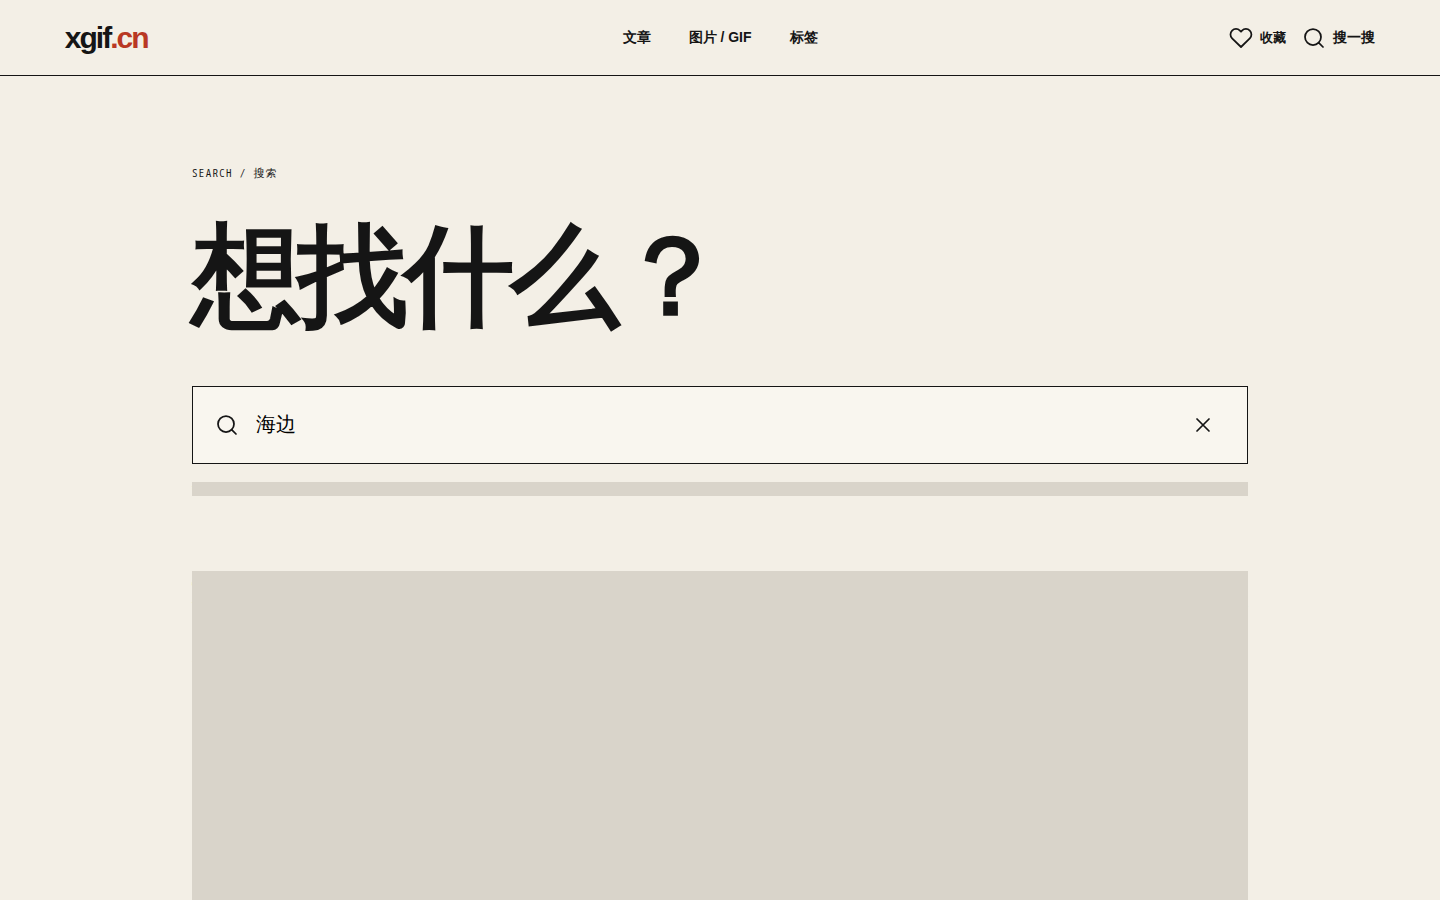 xgif.cn
文章
图片 / GIF
标签
收藏
搜一搜
SEARCH / 搜索
想找什么？
海边